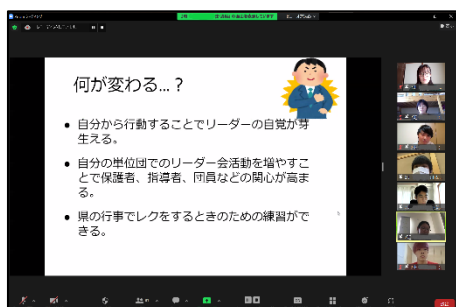 何が変わる...？
● 自分から行動することでリーダーの自覚が芽
生える。
● 自分の単位団でのリーダー会活動を増やすこ
とで保護者、指導者、団員などの関心が高ま
る。
● 県の行事でレクをするときのための練習がで
きる。